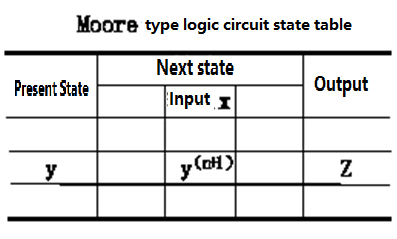 Moore type logic circuit state table
Next state
Present State
Output
Input x
y y(n+1) Z